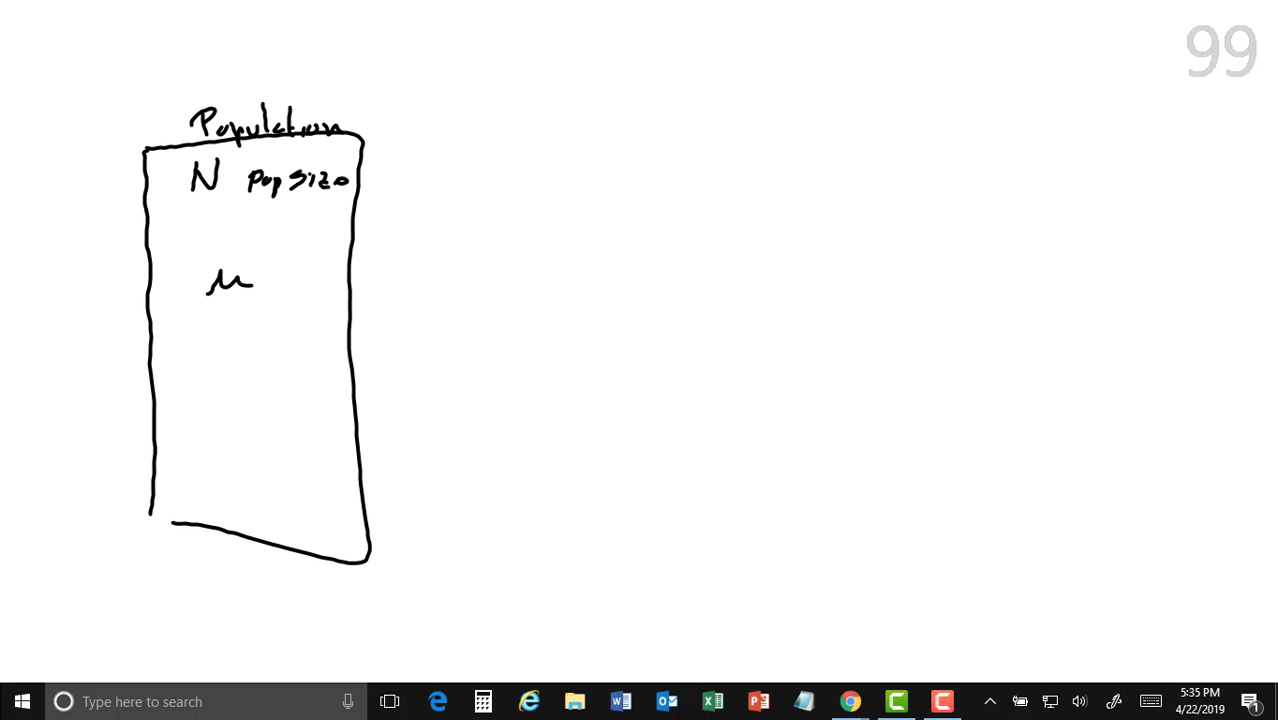 99
Population
N pop size
μ
Type here to search
5:35 PM
4/22/2019